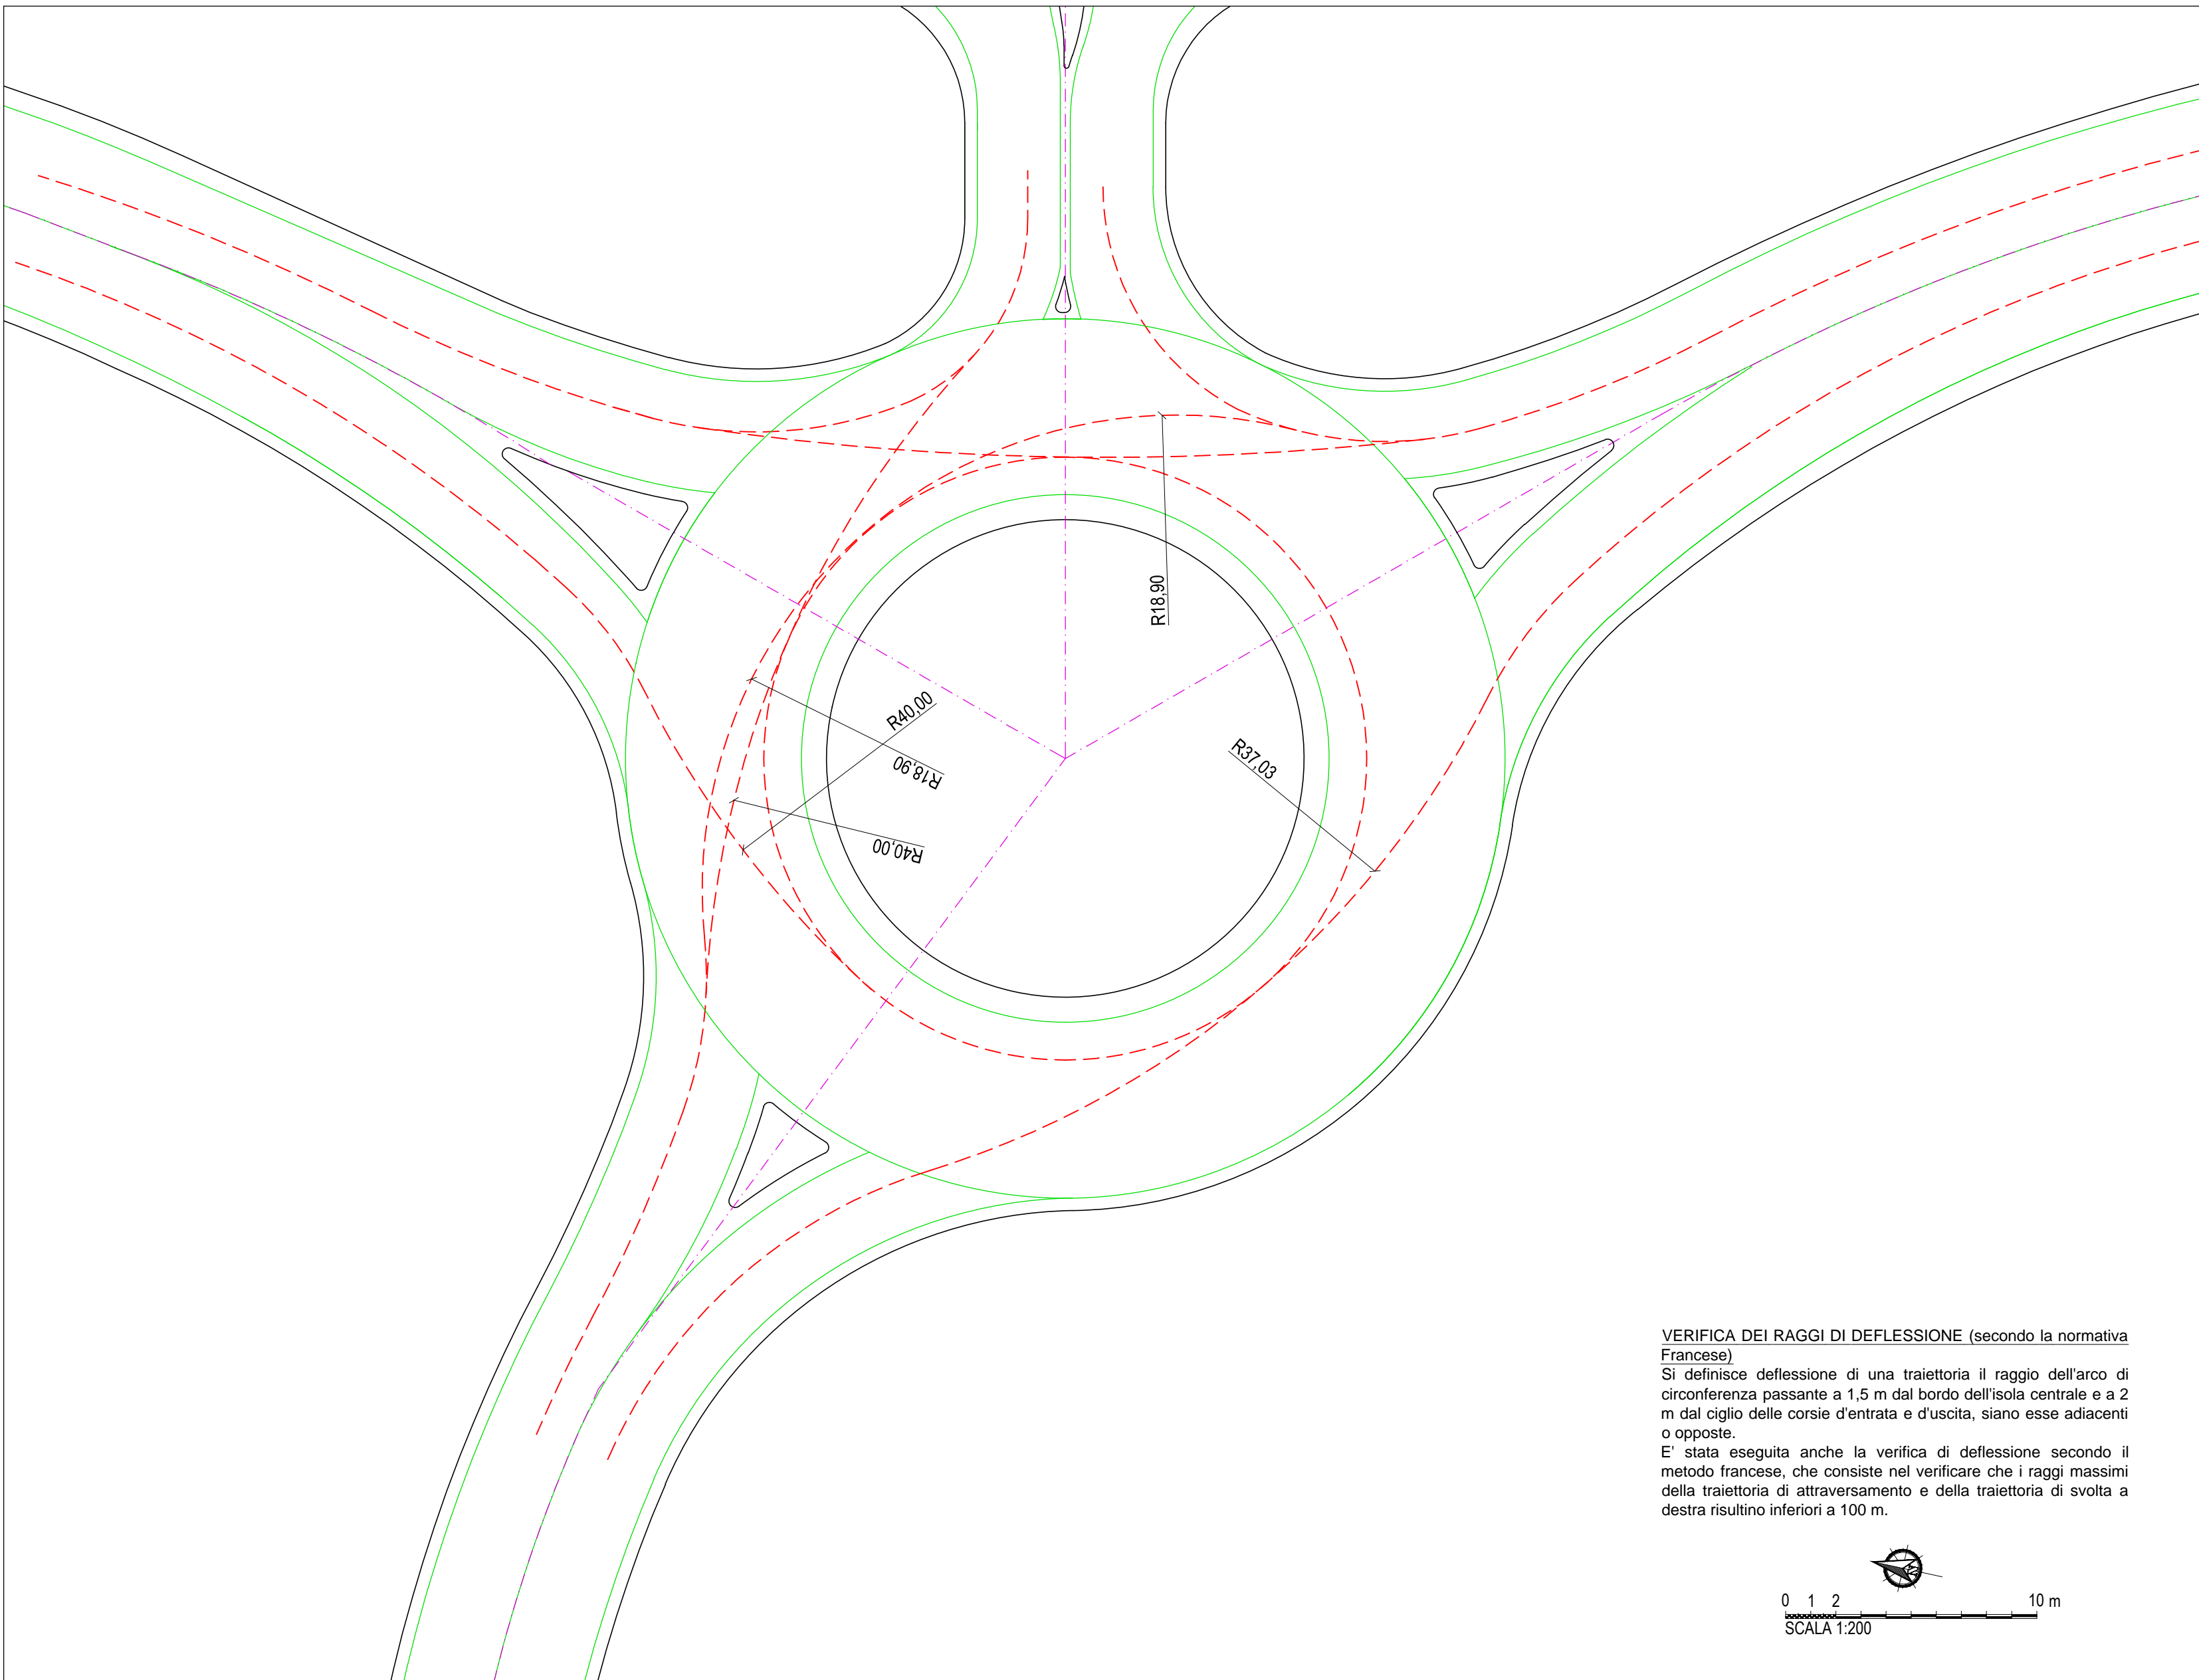 R18,90
R40,00
R18,90
R40,00
R37,03
VERIFICA DEI RAGGI DI DEFLESSIONE (secondo la normativa
Francese)
Si definisce deflessione di una traiettoria il raggio dell'arco di
circonferenza passante a 1,5 m dal bordo dell'isola centrale e a 2
m dal ciglio delle corsie d'entrata e d'uscita, siano esse adiacenti
o opposte.
E' stata eseguita anche la verifica di deflessione secondo il
metodo francese, che consiste nel verificare che i raggi massimi
della traiettoria di attraversamento e della traiettoria di svolta a
destra risultino inferiori a 100 m.
N
0 1 2 10 m
SCALA 1:200